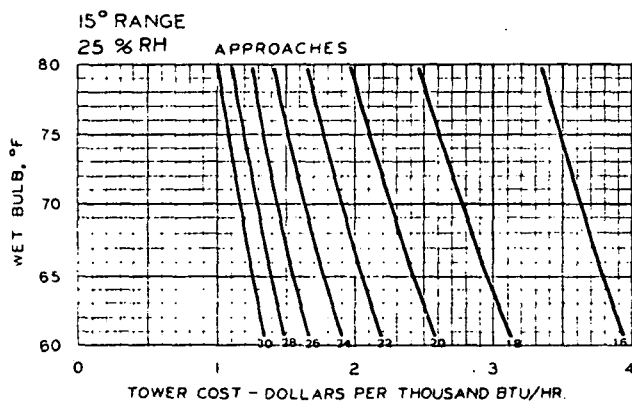 15° RANGE
25 % RH APPROACHES
80
75
70
65
60
WET BULB, °F
30 28 26 24 22 20 18 16
0 1 2 3 4
TOWER COST - DOLLARS PER THOUSAND BTU/HR.